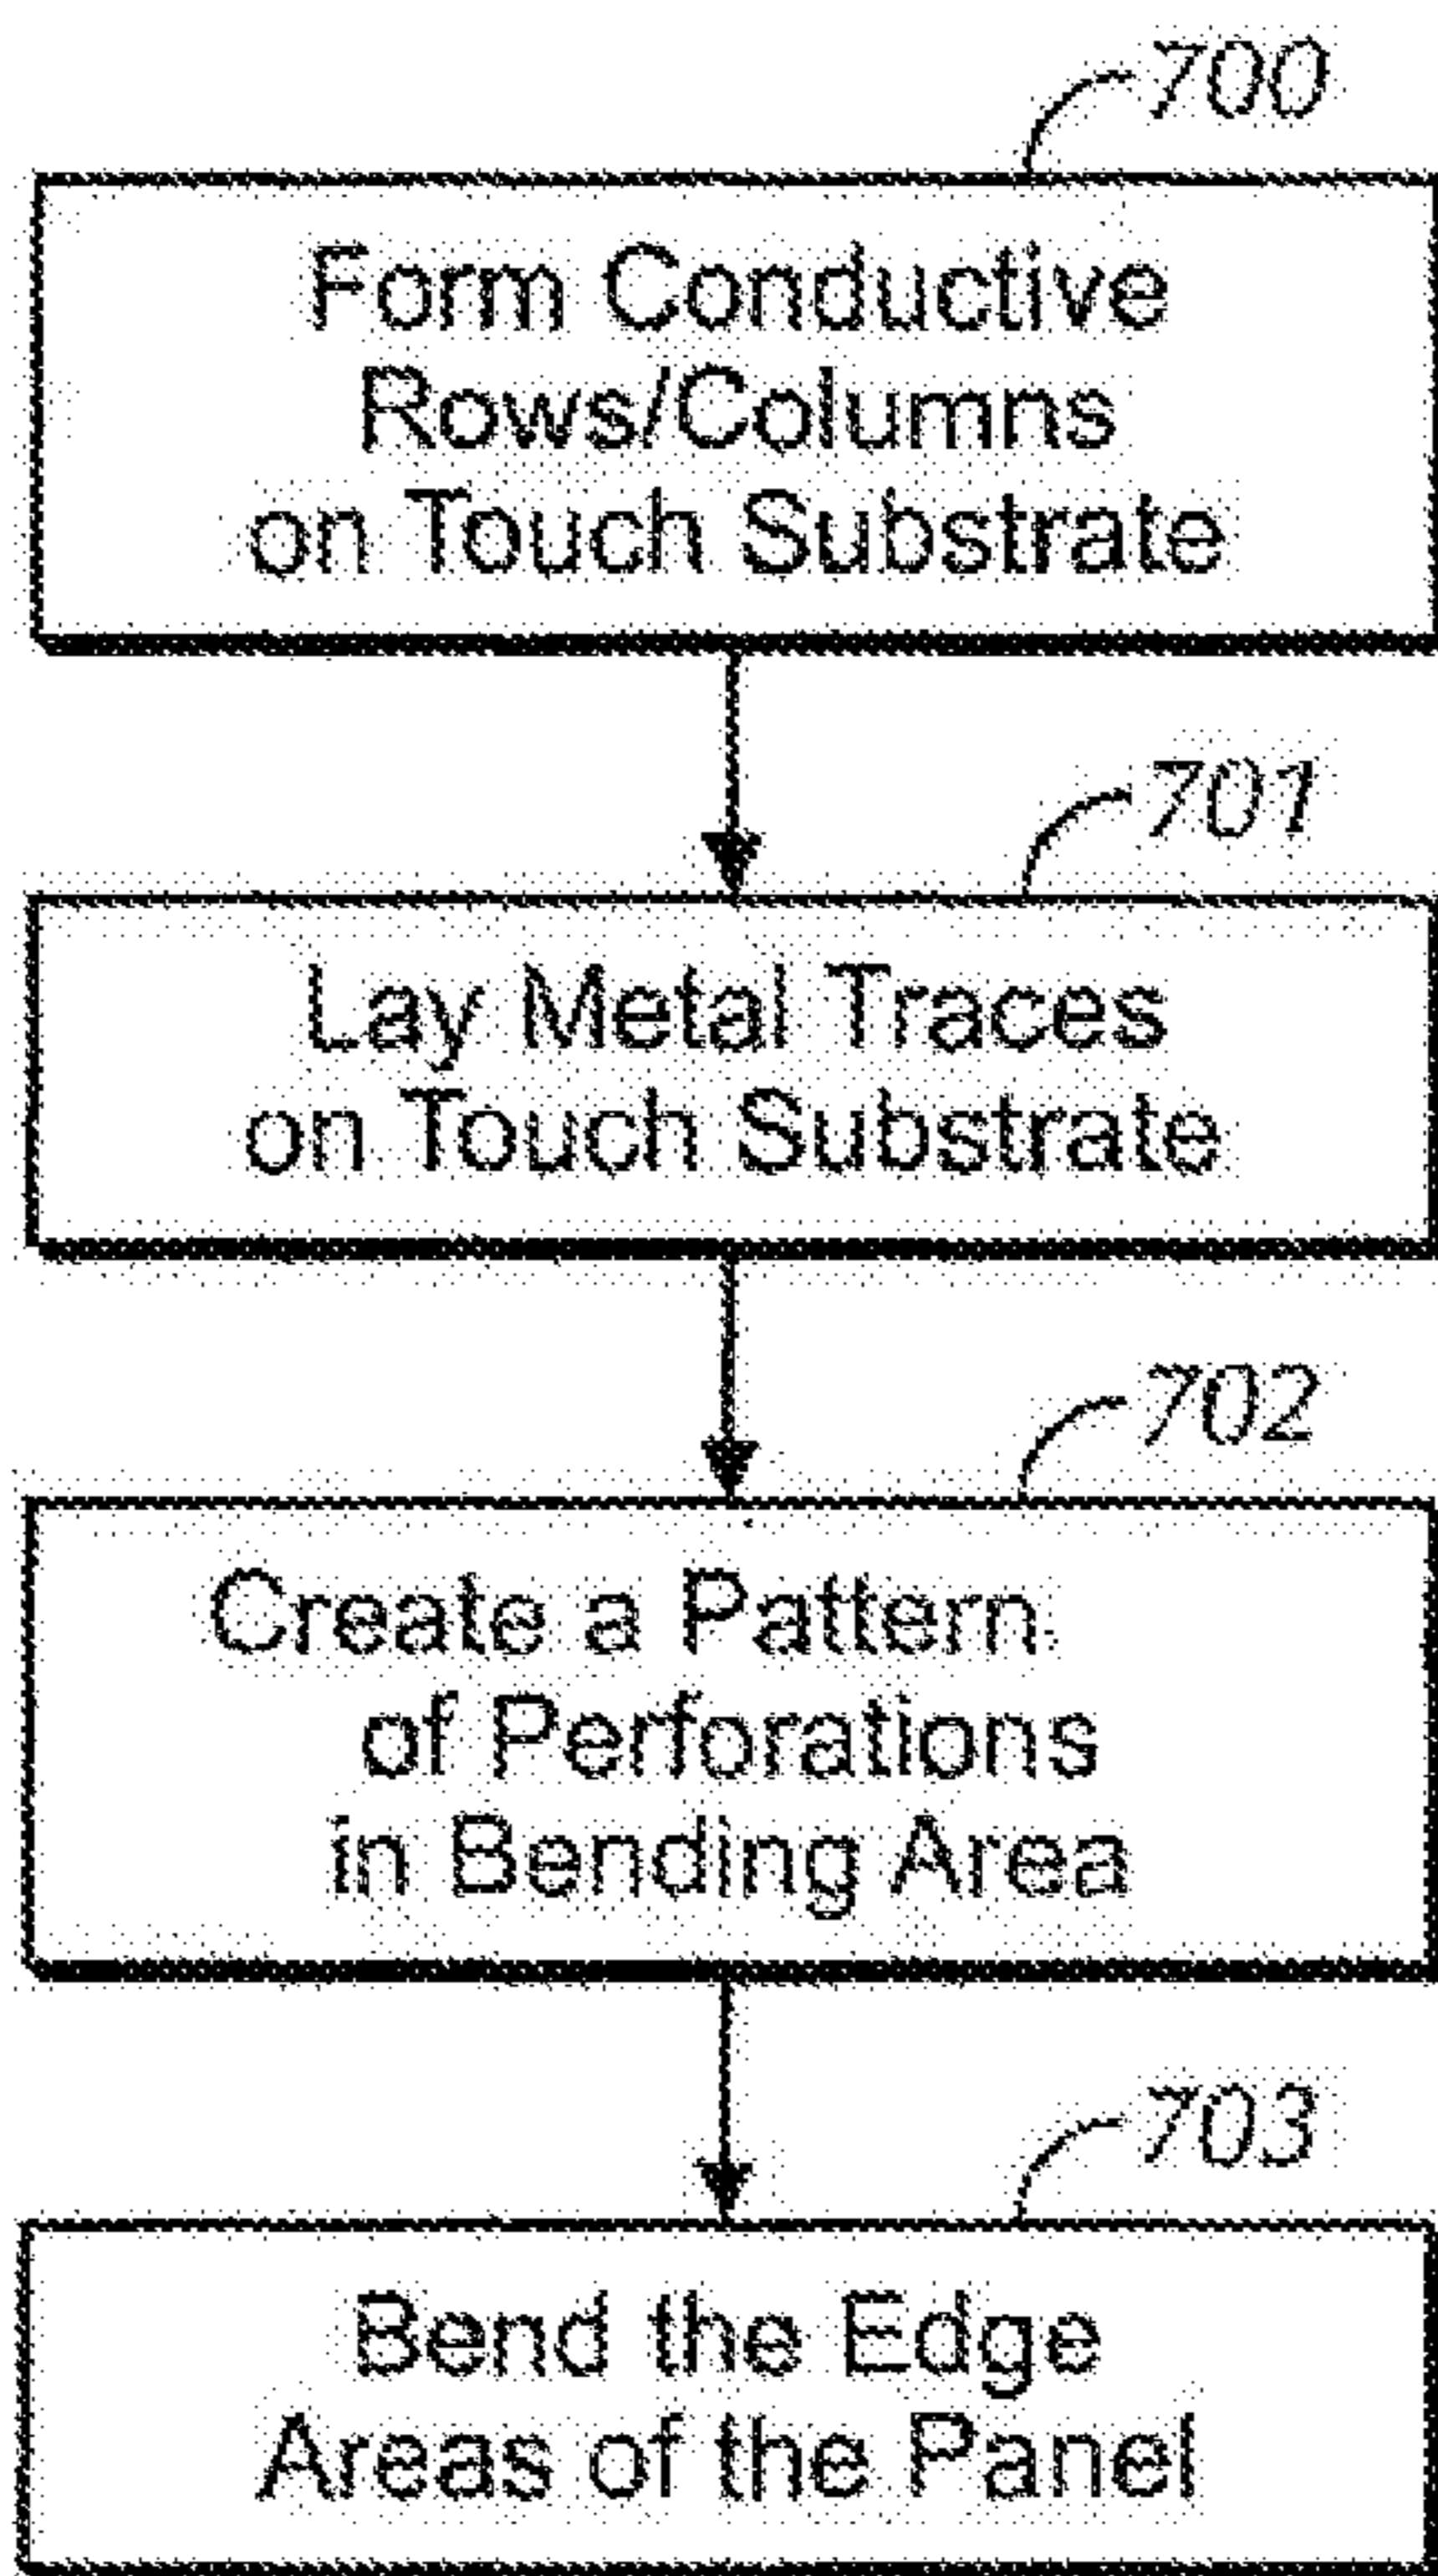 700
Form Conductive
Rows/Columns
on Touch Substrate
701
Lay Metal Traces
on Touch Substrate
702
Create a Pattern
of Perforations
in Bending Area
703
Bend the Edge
Areas of the Panel